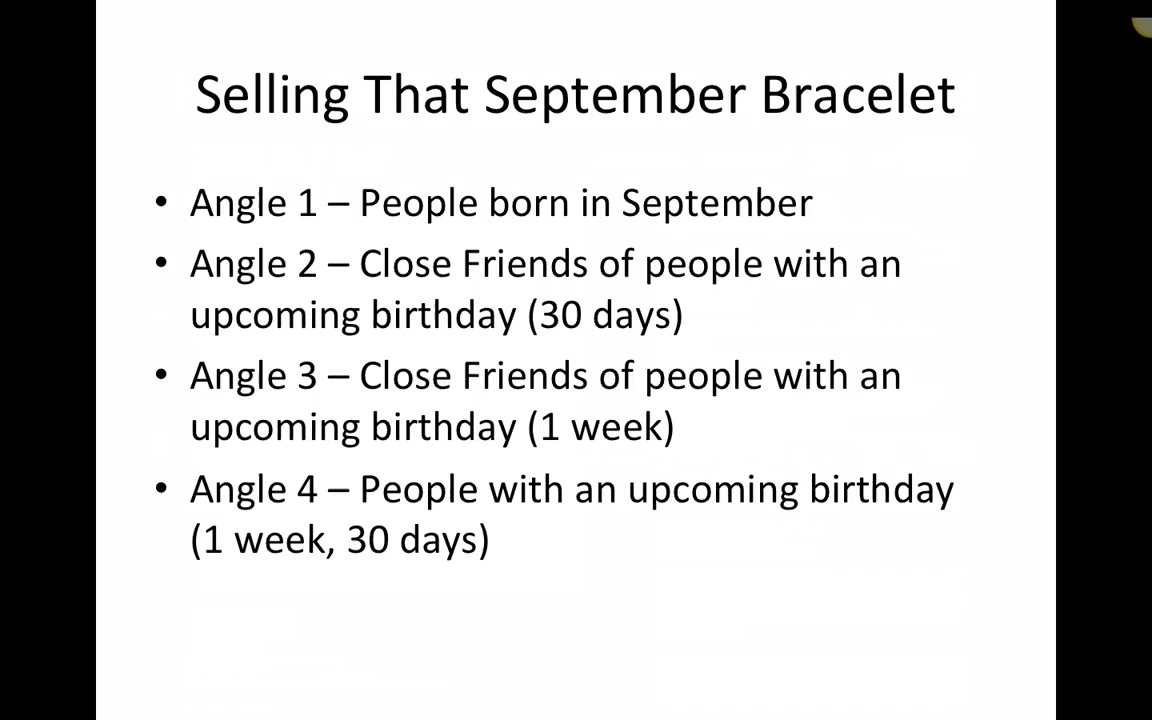 Selling That September Bracelet
• Angle 1 – People born in September
• Angle 2 – Close Friends of people with an
upcoming birthday (30 days)
• Angle 3 – Close Friends of people with an
upcoming birthday (1 week)
• Angle 4 – People with an upcoming birthday
(1 week, 30 days)